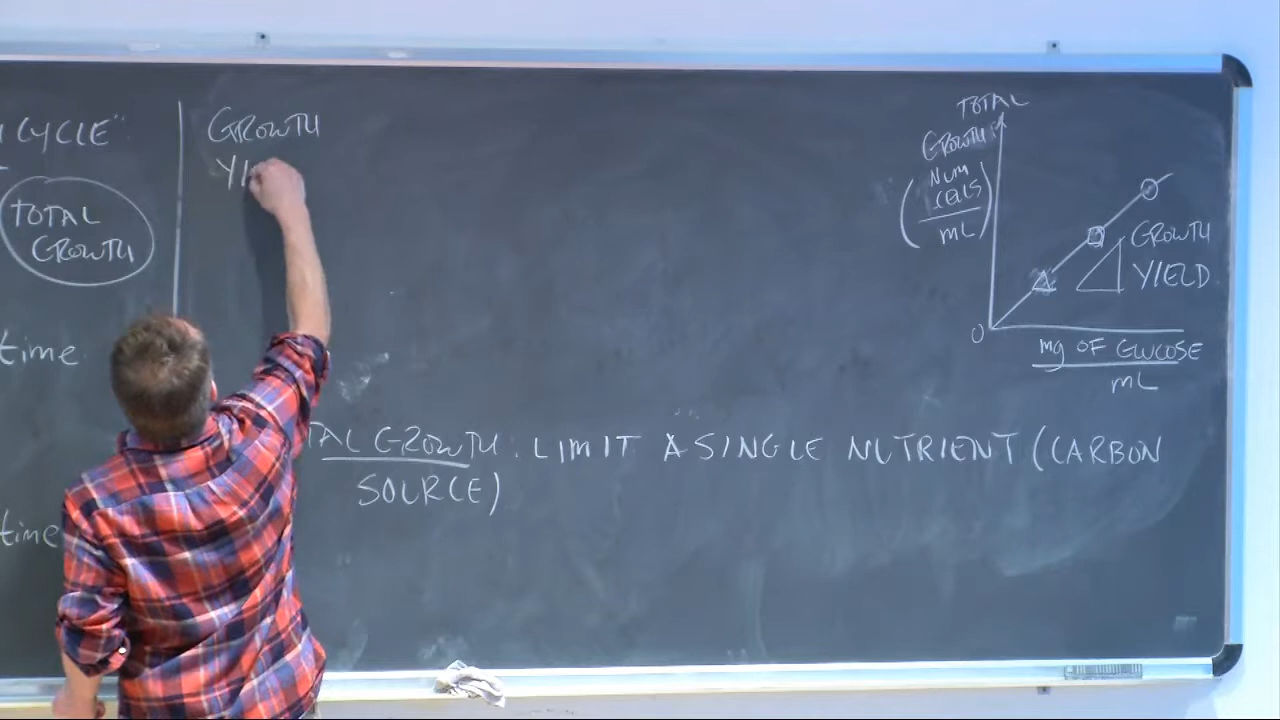 CYCLE"
TOTAL
GROWTH
time
time
GROWTH
YI
TOTAL
GROWTH
NUM
CELLS
mL
GROWTH
YIELD
0
mg OF GLUCOSE
mL
TAL GROWTH: LIMIT A SINGLE NUTRIENT (CARBON
SOURCE)